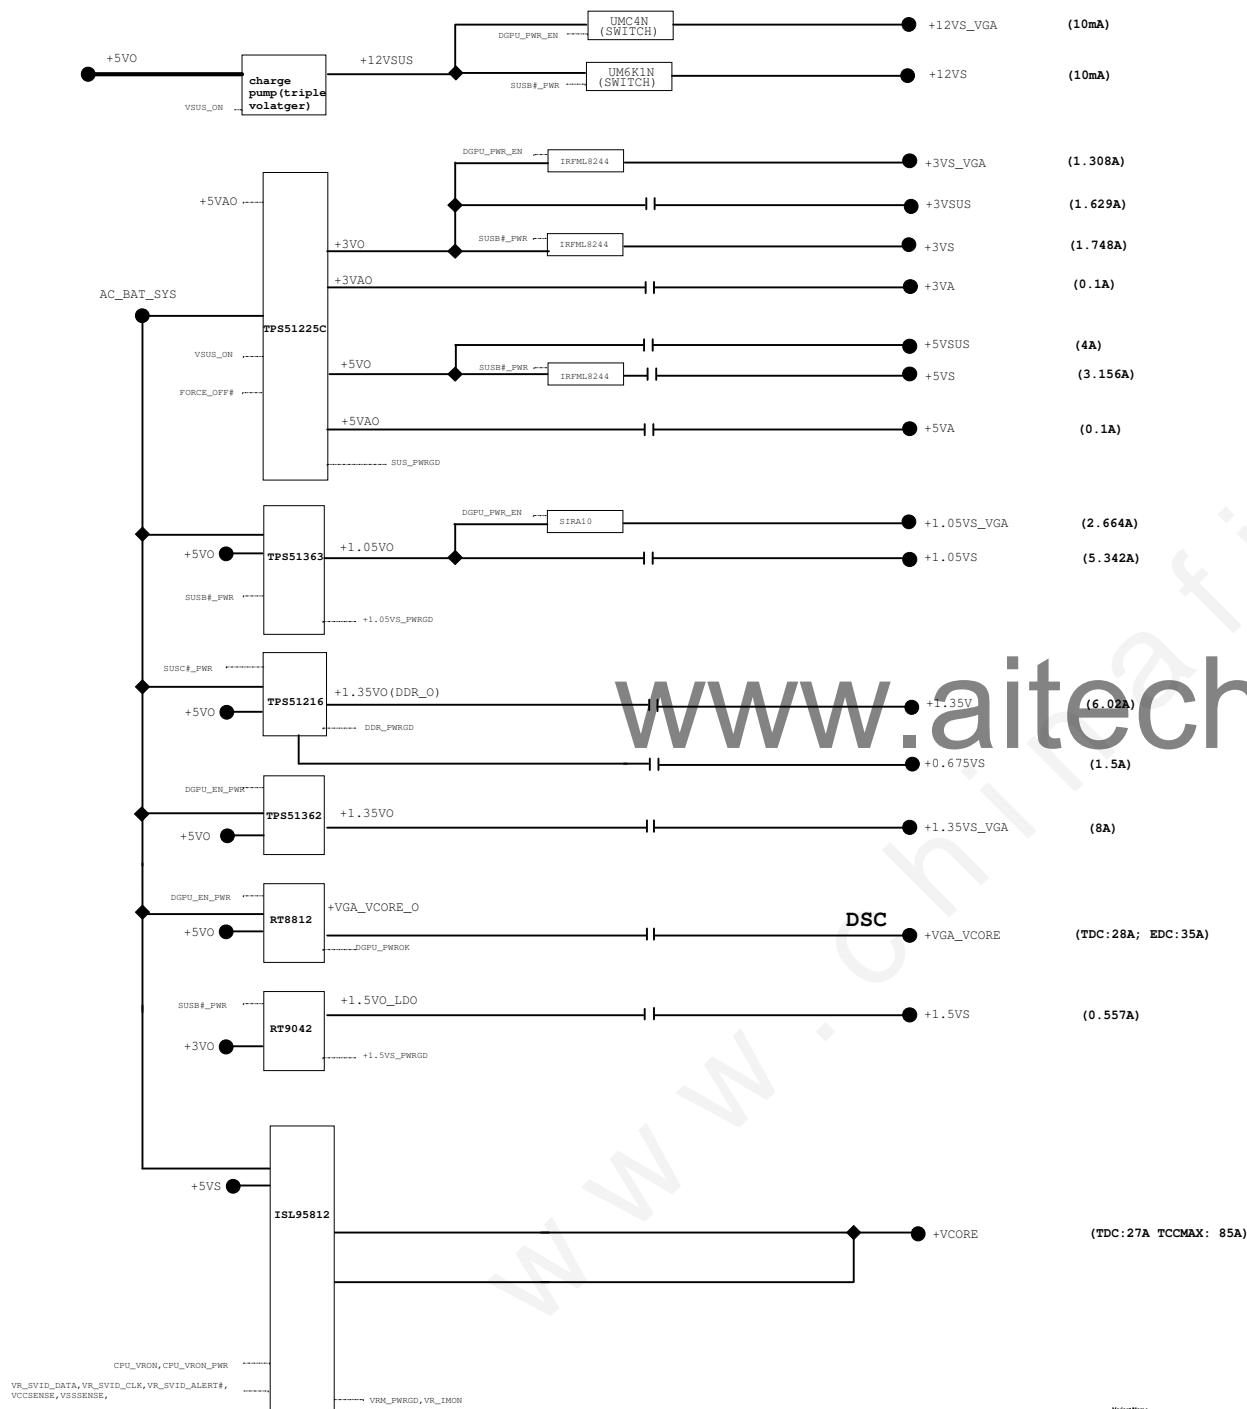 UMC4N
(SWITCH)
DGPU_PWR_EN
+12VS_VGA
(10mA)
+5VO
+12VSUS
charge
pump(triple
volatger)
VSUS_ON
UM6K1N
(SWITCH)
SUSB#_PWR
+12VS
(10mA)
DGPU_PWR_EN
IRFML8244
+3VS_VGA
(1.308A)
+5VAO
+3VSUS
(1.629A)
+3VO
SUSB#_PWR
IRFML8244
+3VS
(1.748A)
+3VAO
+3VA
(0.1A)
AC_BAT_SYS
TPS51225C
VSUS_ON
+5VO
+5VSUS
(4A)
SUSB#_PWR
IRFML8244
+5VS
(3.156A)
FORCE_OFF#
+5VAO
+5VA
(0.1A)
SUS_PWRGD
DGPU_PWR_EN
SIRA10
+1.05VS_VGA
(2.664A)
+5VO
TPS51363
+1.05VO
+1.05VS
(5.342A)
SUSB#_PWR
+1.05VS_PWRGD
SUSC#_PWR
TPS51216
+1.35VO(DDR_O)
+5VO
+1.35V
(6.02A)
DDR_PWRGD
www.aitech
+0.675VS
(1.5A)
DGPU_EN_PWR
TPS51362
+1.35VO
+5VO
+1.35VS_VGA
(8A)
DGPU_EN_PWR
RT8812
+VGA_VCORE_O
+5VO
DSC
+VGA_VCORE
(TDC:28A; EDC:35A)
DGPU_PWROK
SUSB#_PWR
+1.5VO_LDO
RT9042
+1.5VS
(0.557A)
+3VO
+1.5VS_PWRGD
+5VS
ISL95812
+VCORE
(TDC:27A TCCMAX: 85A)
CPU_VRON,CPU_VRON_PWR
VR_SVID_DATA,VR_SVID_CLK,VR_SVID_ALERT#,
VCCSENSE,VSSSENSE,
VRM_PWRGD,VR_IMON
www.chinafi